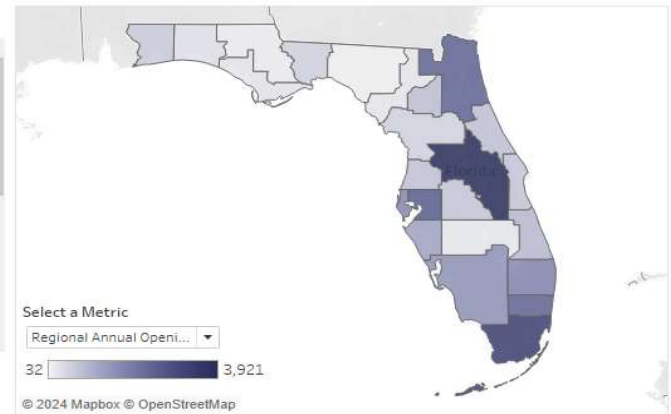 Florida
Select a Metric
Regional Annual Openi...
32 3,921
© 2024 Mapbox © OpenStreetMap